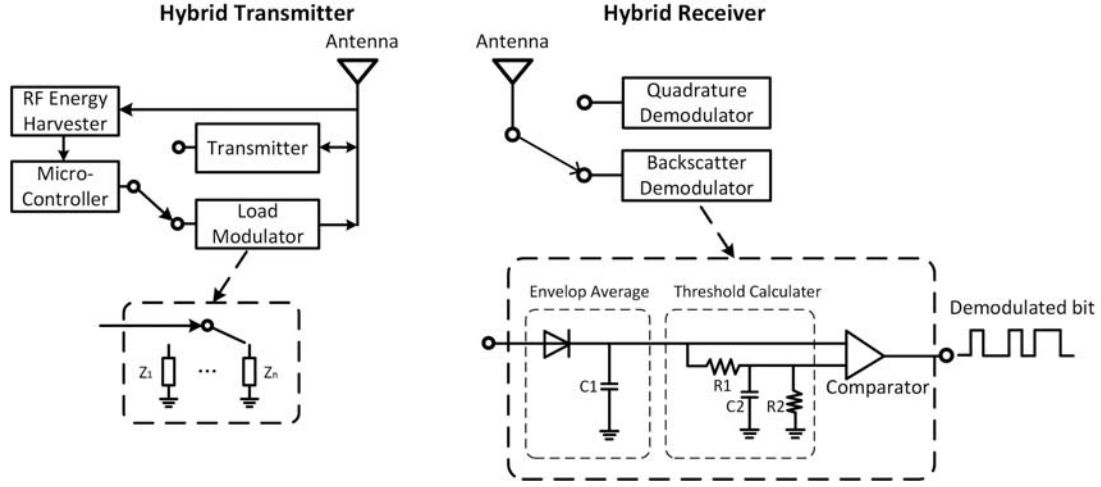 Hybrid Transmitter
Hybrid Receiver
Antenna
Antenna
RF Energy
Harvester
Quadrature
Demodulator
Transmitter
Micro-
Controller
Backscatter
Demodulator
Load
Modulator
Envelop Average
Threshold Calculater
Demodulated bit
Z1
...
Zn
C1
R1
C2
R2
Comparator